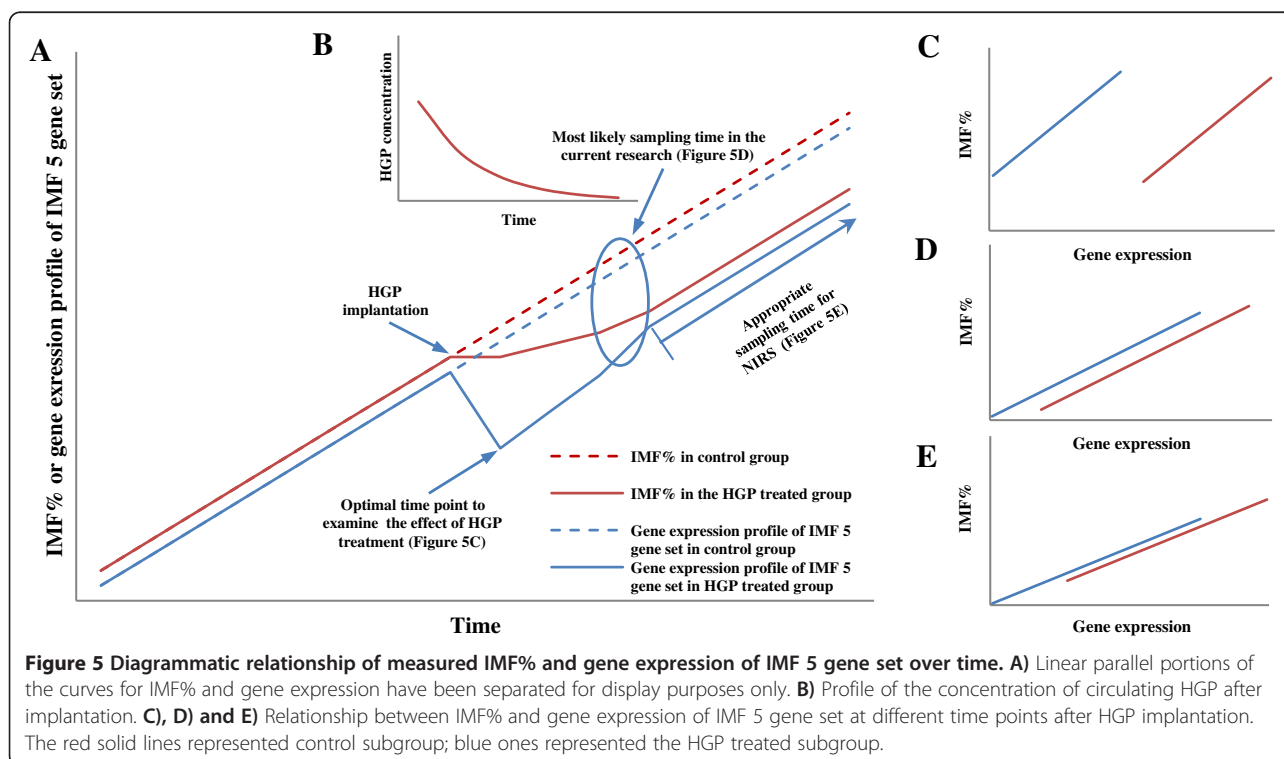 A
IMF% or gene exression profile of IMF 5 gene set
B
HGP concentration
Time
Most likely sampling time in the
current research (Figure 5D)
HGP
implantation
Appropriate
sampling time for
NIRS (Figure 5E)
Optimal time point to
examine the effect of HGP
treatment (Figure 5C)
IMF% in control group
IMF% in the HGP treated group
Gene expression profile of IMF 5
gene set in control group
Gene expression profile of IMF 5
gene set in HGP treated group
Time
C
IMF%
Gene expression
D
IMF%
Gene expression
E
IMF%
Gene expression
Figure 5 Diagrammatic relationship of measured IMF% and gene expression of IMF 5 gene set over time. A) Linear parallel portions of
the curves for IMF% and gene expression have been separated for display purposes only. B) Profile of the concentration of circulating HGP after
implantation. C), D) and E) Relationship between IMF% and gene expression of IMF 5 gene set at different time points after HGP implantation.
The red solid lines represented control subgroup; blue ones represented the HGP treated subgroup.